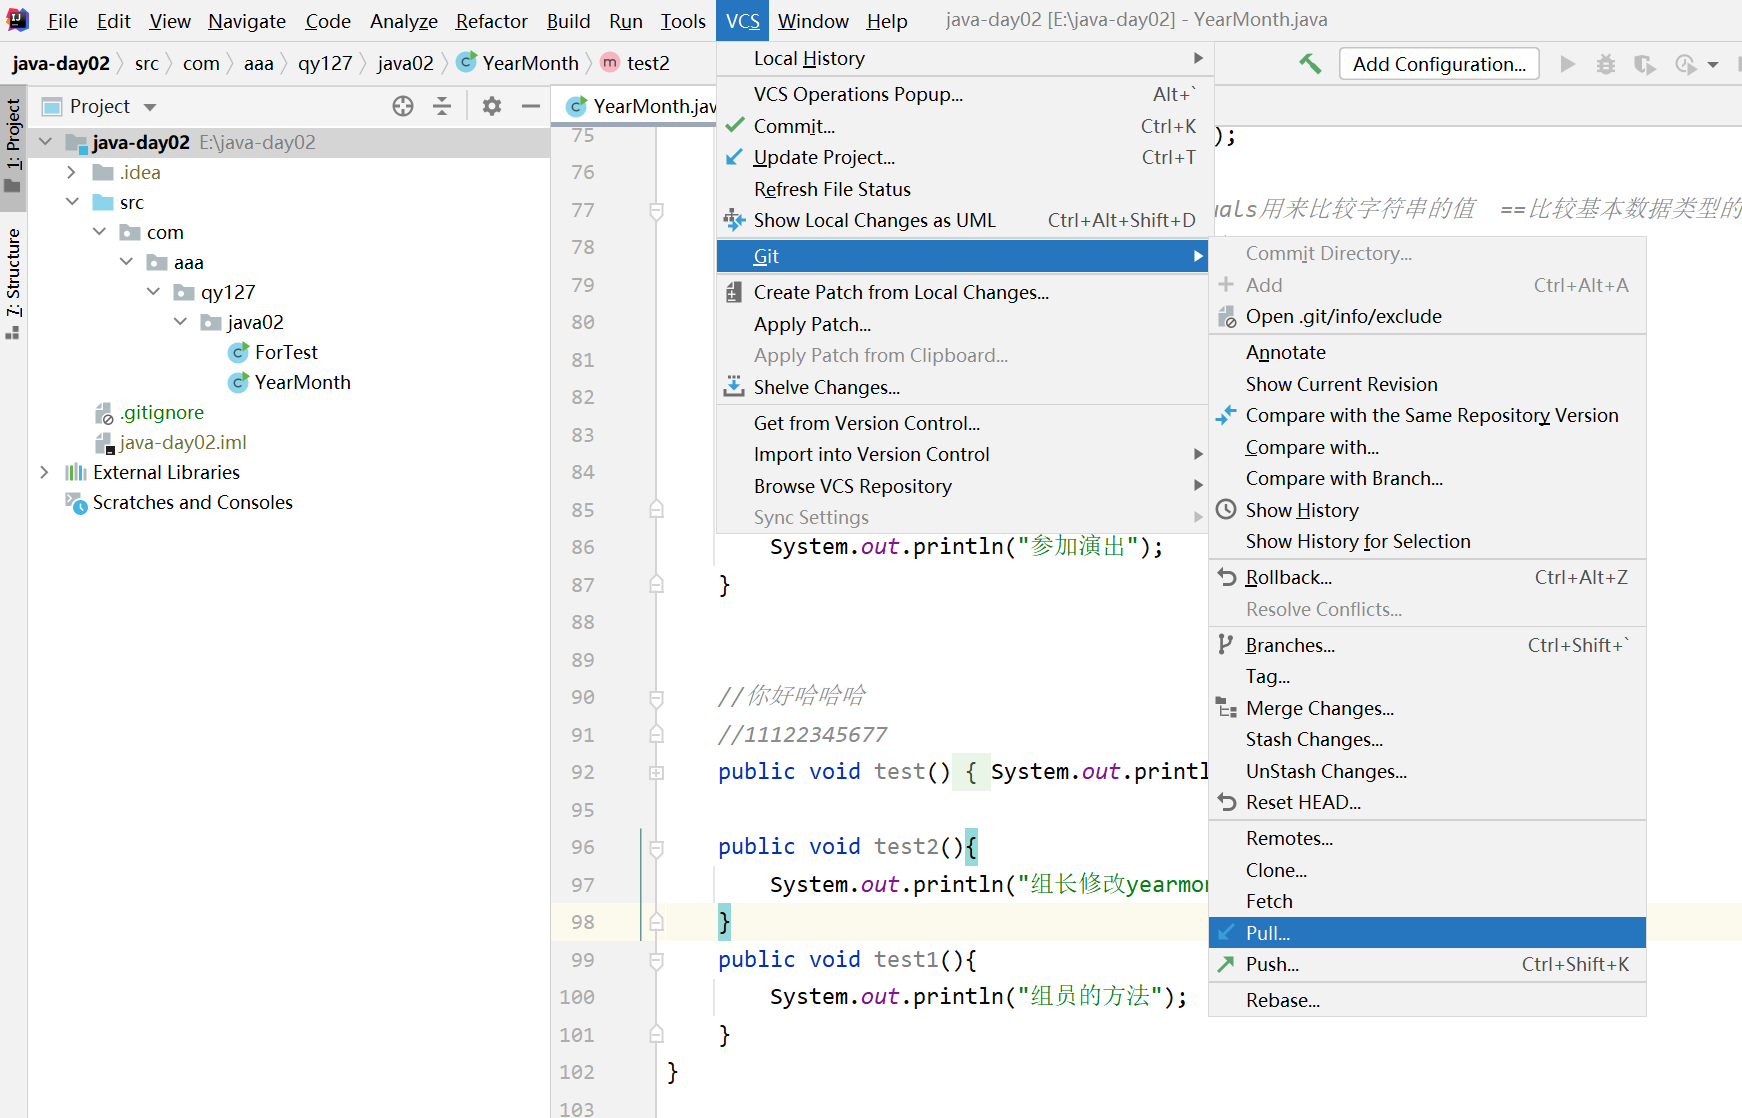 File Edit View Navigate Code Analyze Refactor Build Run Tools VCS Window Help java-day02 [E:\java-day02] - YearMonth.java
java-day02 src com aaa qy127 java02 YearMonth test2
Add Configuration...
1: Project
7: Structure
Project
java-day02 E:\java-day02
.idea
src
com
aaa
qy127
java02
ForTest
YearMonth
.gitignore
java-day02.iml
External Libraries
Scratches and Consoles
YearMonth.jav
Local History
VCS Operations Popup... Alt+`
Commit... Ctrl+K
Update Project... Ctrl+T
Refresh File Status
Show Local Changes as UML Ctrl+Alt+Shift+D
Git
Create Patch from Local Changes...
Apply Patch...
Apply Patch from Clipboard...
Shelve Changes...
Get from Version Control...
Import into Version Control
Browse VCS Repository
Sync Settings
Commit Directory...
Add Ctrl+Alt+A
Open .git/info/exclude
Annotate
Show Current Revision
Compare with the Same Repository Version
Compare with...
Compare with Branch...
Show History
Show History for Selection
Rollback... Ctrl+Alt+Z
Resolve Conflicts...
Branches... Ctrl+Shift+`
Tag...
Merge Changes...
Stash Changes...
UnStash Changes...
Reset HEAD...
Remotes...
Clone...
Fetch
Pull...
Push... Ctrl+Shift+K
Rebase...
75 );
76
77 uals用来比较字符串的值 ==比较基本数据类型的
78
79
80
81
82
83
84
85
86 System.out.println("参加演出");
87 }
88
89
90 //你好哈哈哈
91 //11122345677
92 public void test() { System.out.printl
95
96 public void test2(){
97 System.out.println("组长修改yearmon
98 }
99 public void test1(){
100 System.out.println("组员的方法");
101 }
102 }
103